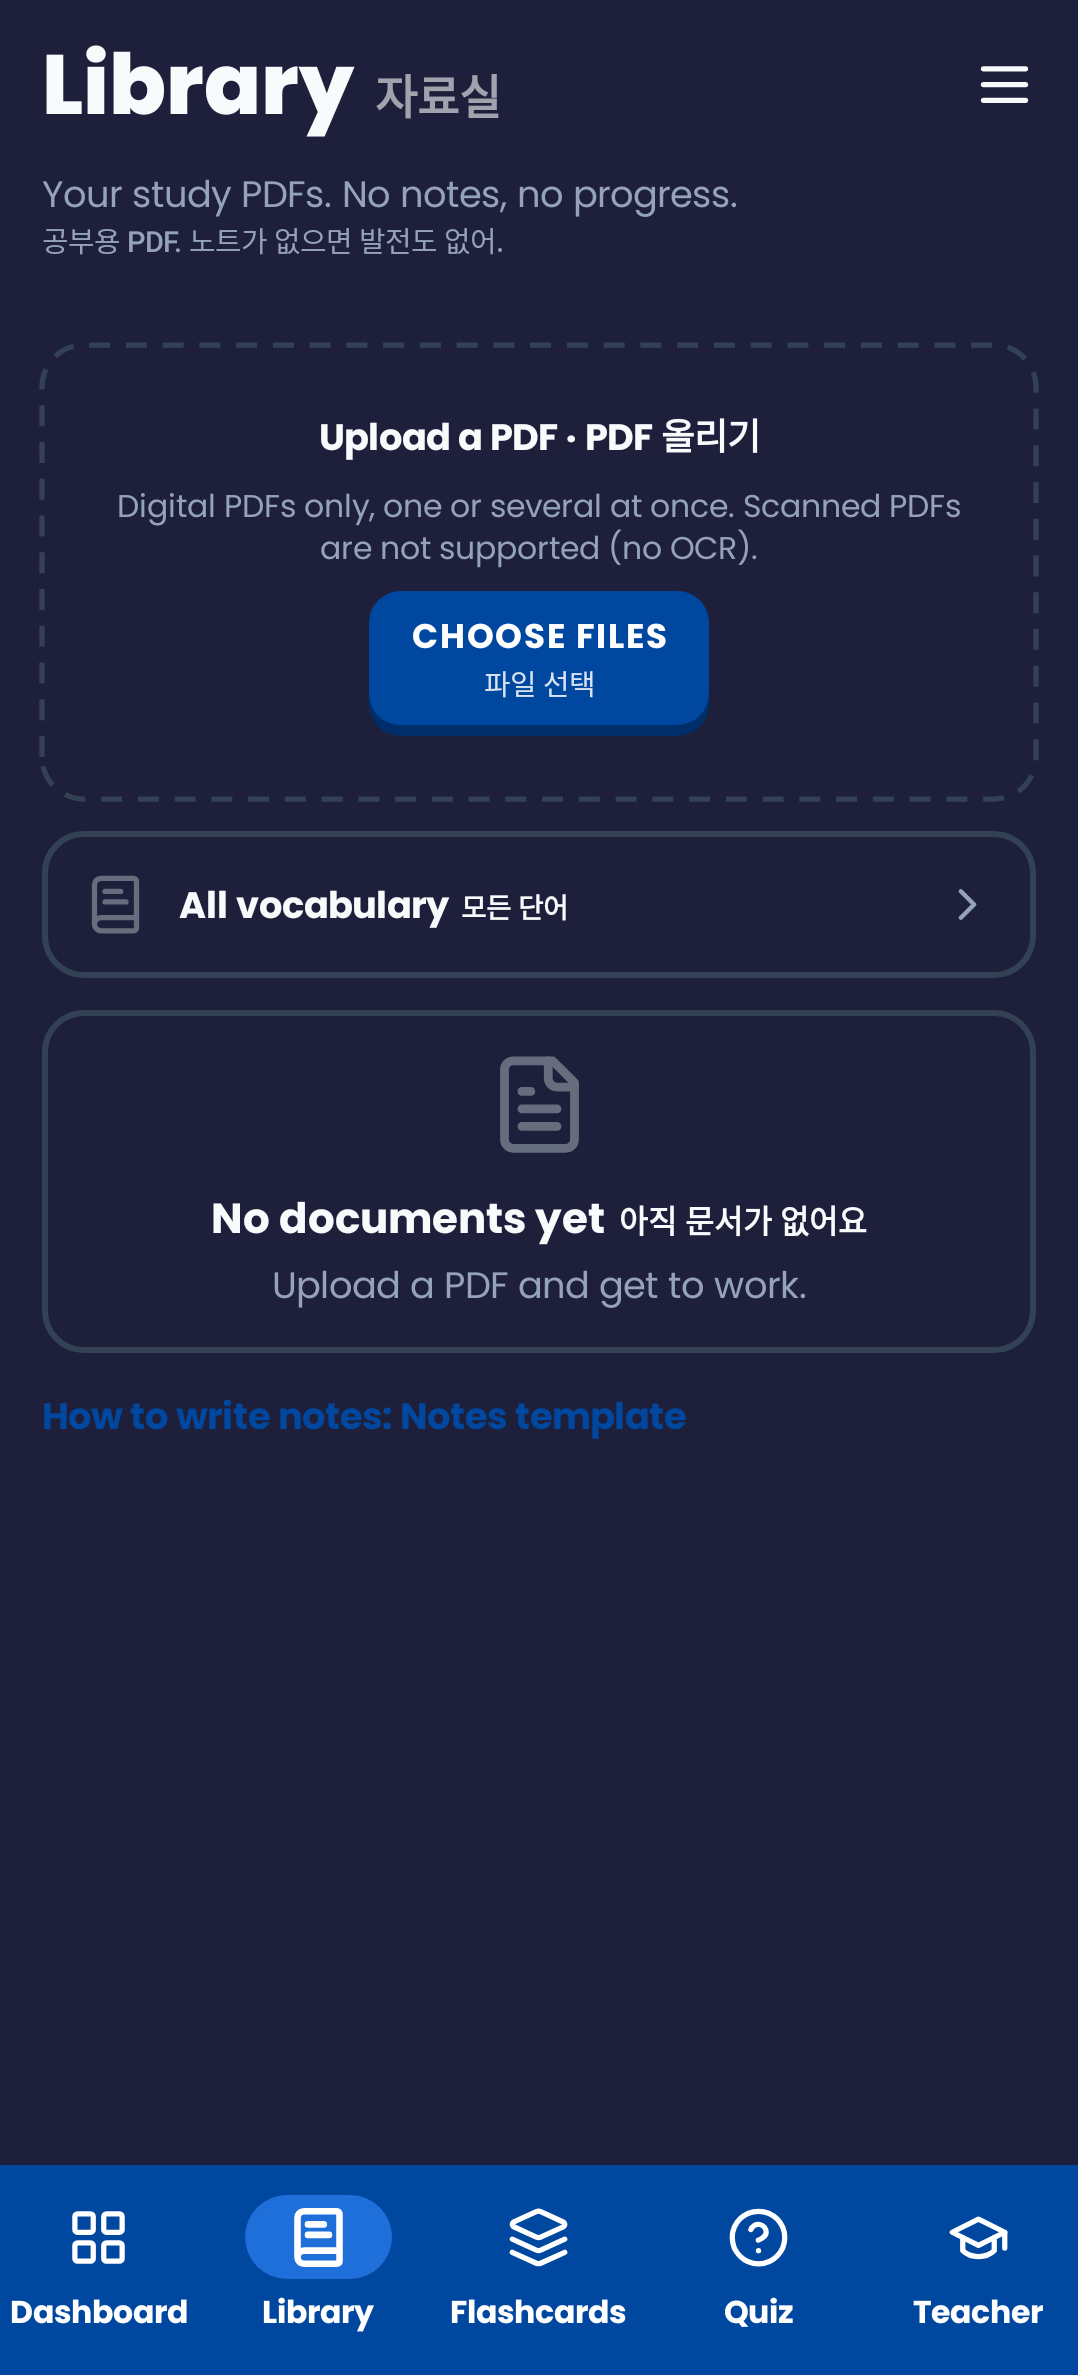 Library 자료실
Your study PDFs. No notes, no progress.
공부용 PDF. 노트가 없으면 발전도 없어.
Upload a PDF · PDF 올리기
Digital PDFs only, one or several at once. Scanned PDFs
are not supported (no OCR).
CHOOSE FILES
파일 선택
All vocabulary 모든 단어
No documents yet 아직 문서가 없어요
Upload a PDF and get to work.
How to write notes: Notes template
Dashboard Library Flashcards Quiz Teacher